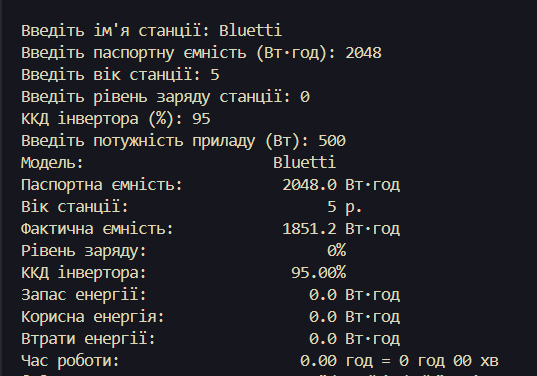 Введіть ім'я станції: Bluetti
Введіть паспортну ємність (Вт·год): 2048
Введіть вік станції: 5
Введіть рівень заряду станції: 0
ККД інвертора (%): 95
Введіть потужність приладу (Вт): 500
Модель: Bluetti
Паспортна ємність: 2048.0 Вт·год
Вік станції: 5 р.
Фактична ємність: 1851.2 Вт·год
Рівень заряду: 0%
ККД інвертора: 95.00%
Запас енергії: 0.0 Вт·год
Корисна енергія: 0.0 Вт·год
Втрати енергії: 0.0 Вт·год
Час роботи: 0.00 год = 0 год 00 хв